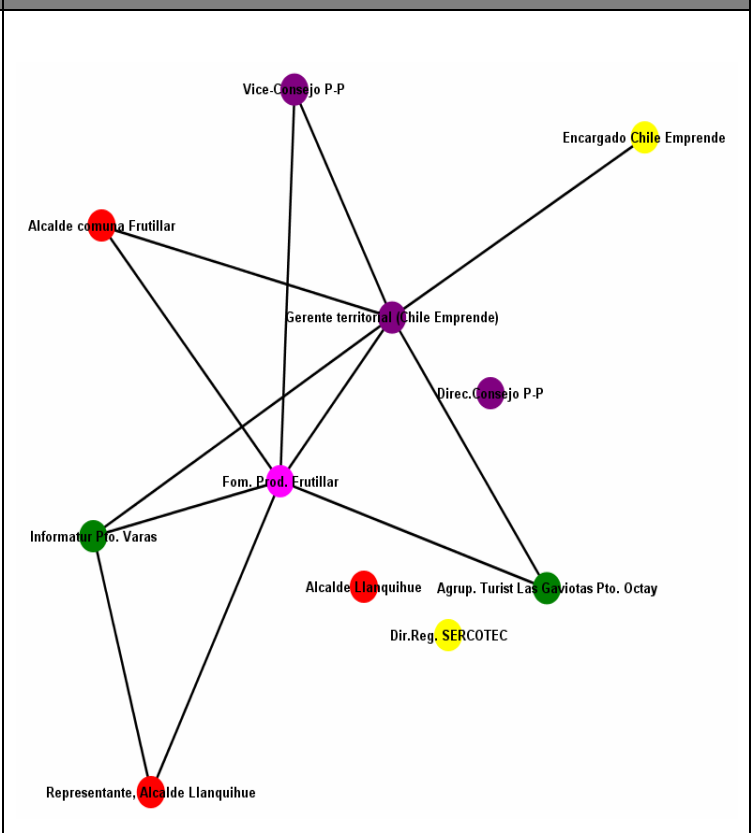 Vice-Consejo P-P
Encargado Chile Emprende
Alcalde comuna Frutillar
Gerente territorial (Chile Emprende)
Direc.Consejo P-P
Fom. Prod. Frutillar
Informatur Pto. Varas
Alcalde Llanquihue
Agrup. Turist Las Gaviotas Pto. Octay
Dir.Reg. SERCOTEC
Representante, Alcalde Llanquihue